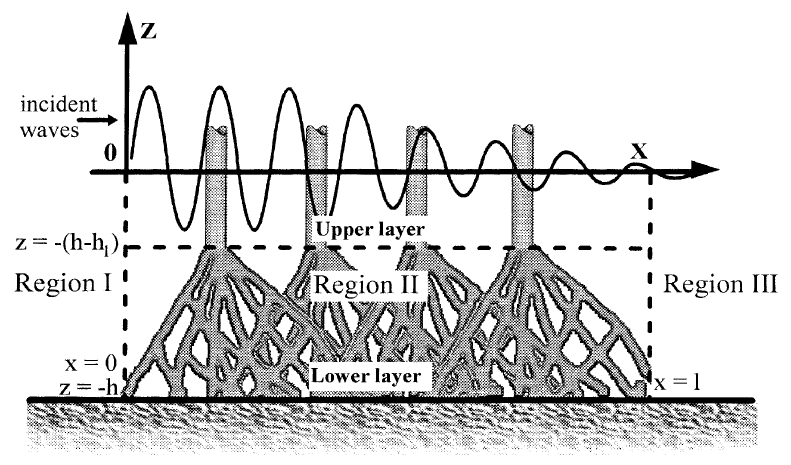 Z
incident
waves
0
X
Upper layer
z = -(h-h₁)
Region I
Region II
Region III
x = 0
Lower layer
z = -h
x = l